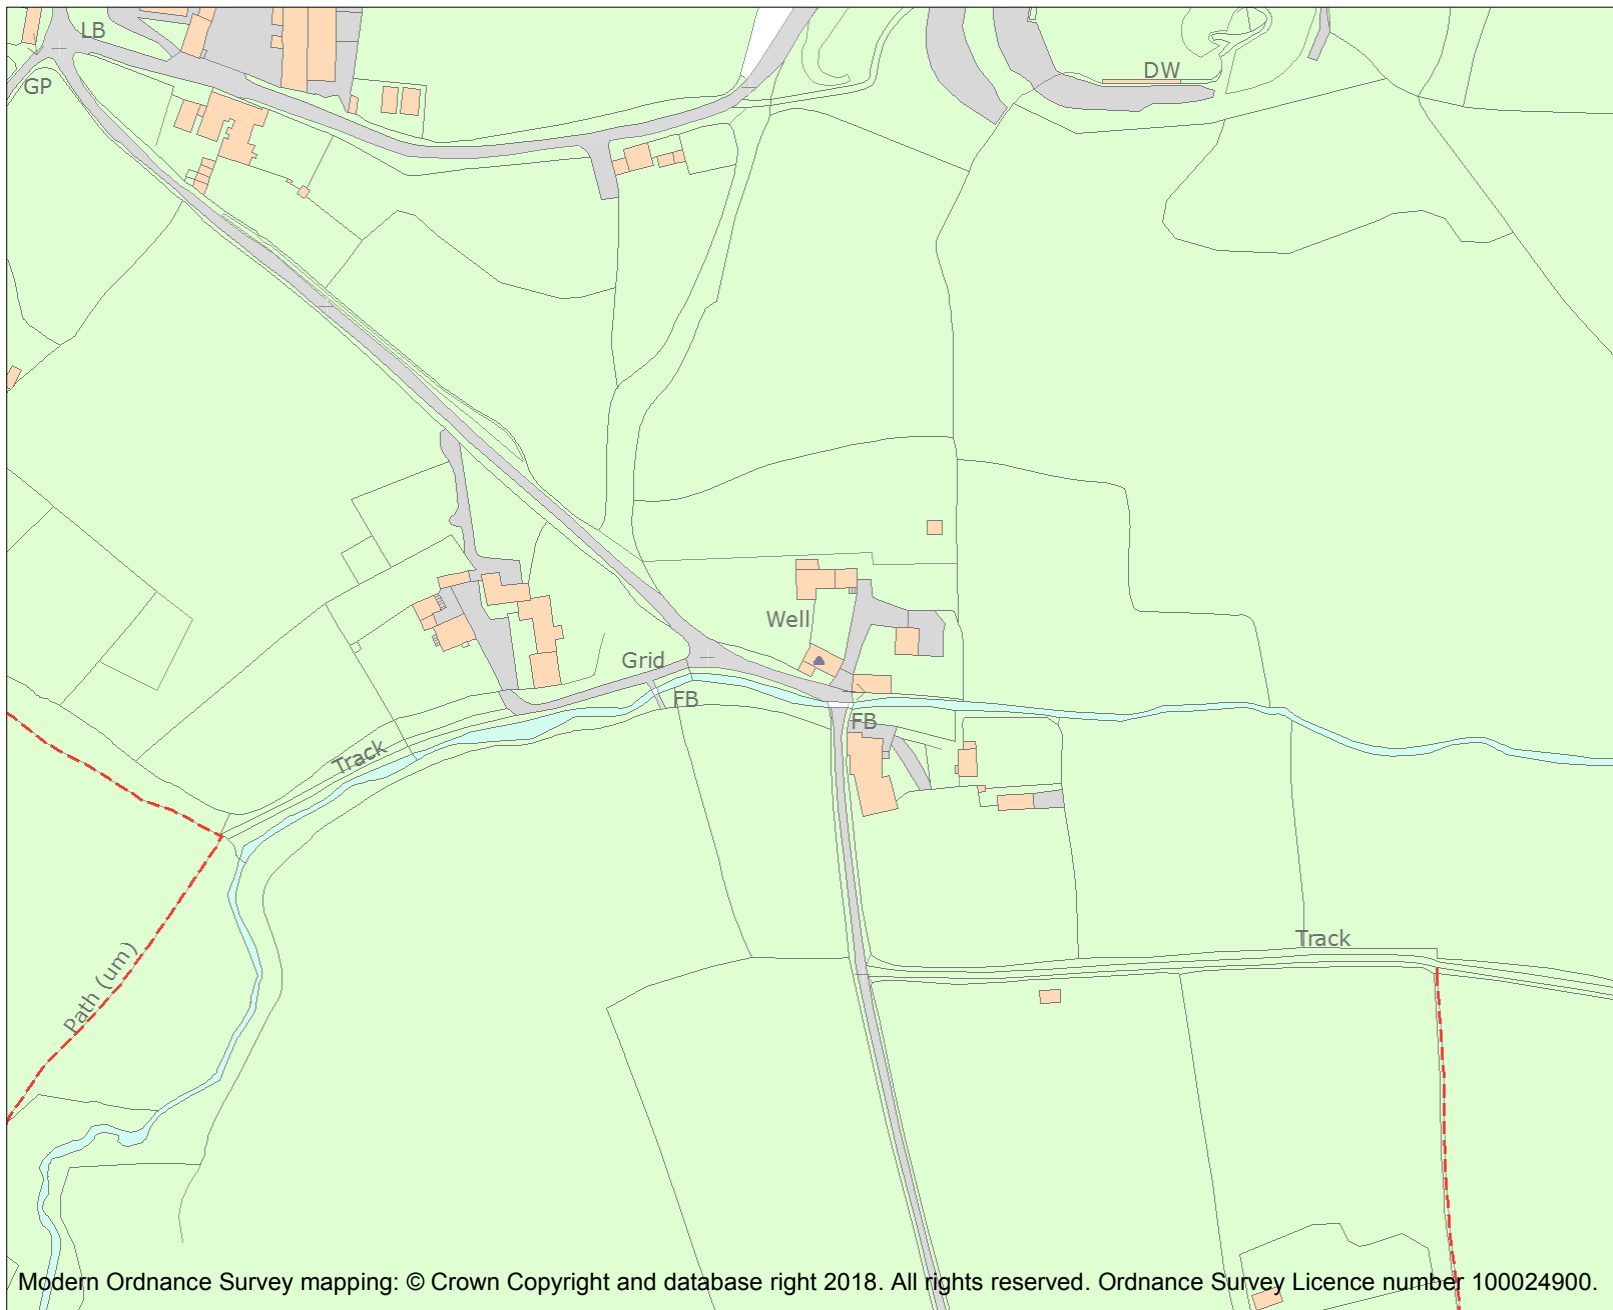 LB
GP
DW
Well
Grid
FB
FB
Track
Track
Path (um)
Modern Ordnance Survey mapping: © Crown Copyright and database right 2018. All rights reserved. Ordnance Survey Licence number 100024900.